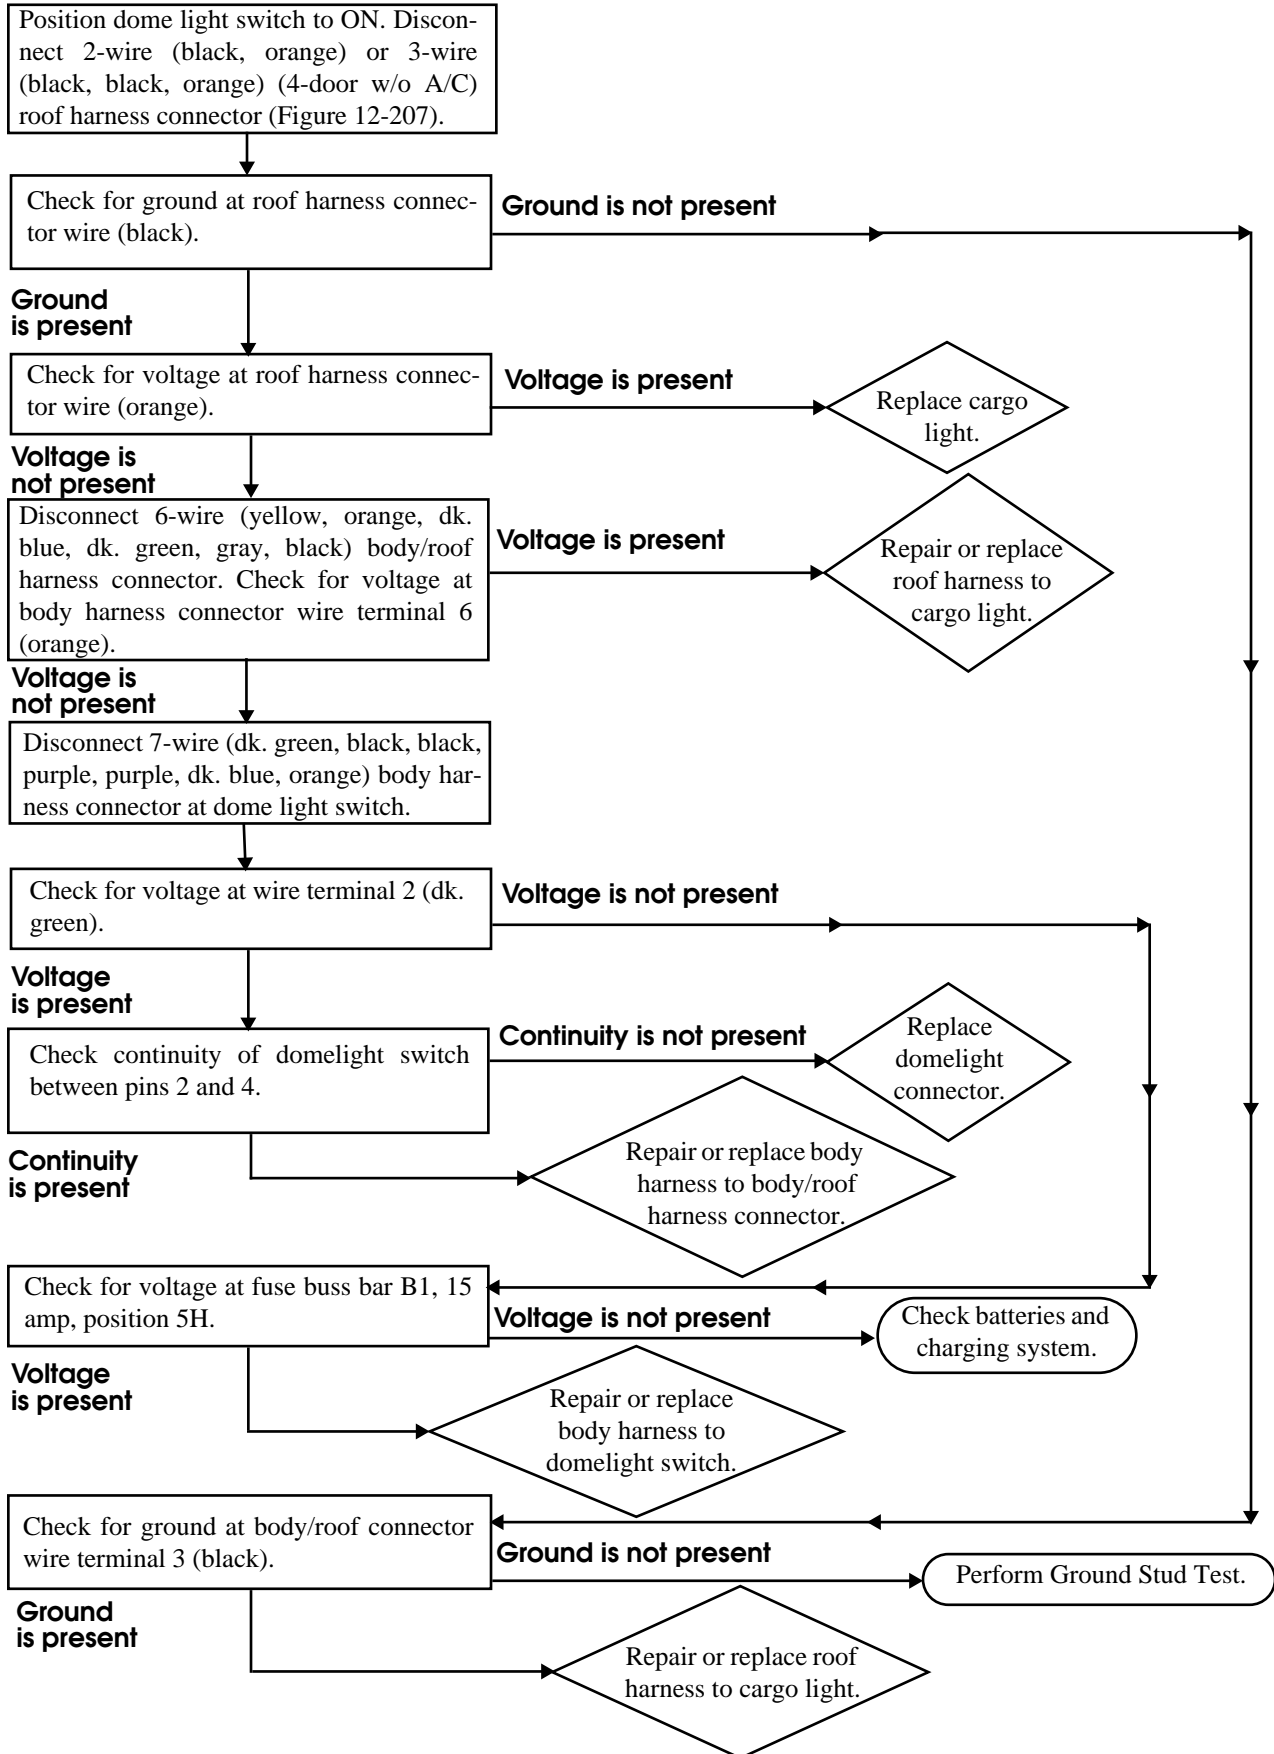 Position dome light switch to ON. Discon-
nect 2-wire (black, orange) or 3-wire
(black, black, orange) (4-door w/o A/C)
roof harness connector (Figure 12-207).
Check for ground at roof harness connec-
tor wire (black).
Ground is not present
Ground
is present
Check for voltage at roof harness connec-
tor wire (orange).
Voltage is present
Replace cargo
light.
Voltage is
not present
Disconnect 6-wire (yellow, orange, dk.
blue, dk. green, gray, black) body/roof
harness connector. Check for voltage at
body harness connector wire terminal 6
(orange).
Voltage is present
Repair or replace
roof harness to
cargo light.
Voltage is
not present
Disconnect 7-wire (dk. green, black, black,
purple, purple, dk. blue, orange) body har-
ness connector at dome light switch.
Check for voltage at wire terminal 2 (dk.
green).
Voltage is not present
Voltage
is present
Check continuity of domelight switch
between pins 2 and 4.
Continuity is not present
Replace
domelight
connector.
Continuity
is present
Repair or replace body
harness to body/roof
harness connector.
Check for voltage at fuse buss bar B1, 15
amp, position 5H.
Voltage is not present
Check batteries and
charging system.
Voltage
is present
Repair or replace
body harness to
domelight switch.
Check for ground at body/roof connector
wire terminal 3 (black).
Ground is not present
Perform Ground Stud Test.
Ground
is present
Repair or replace roof
harness to cargo light.